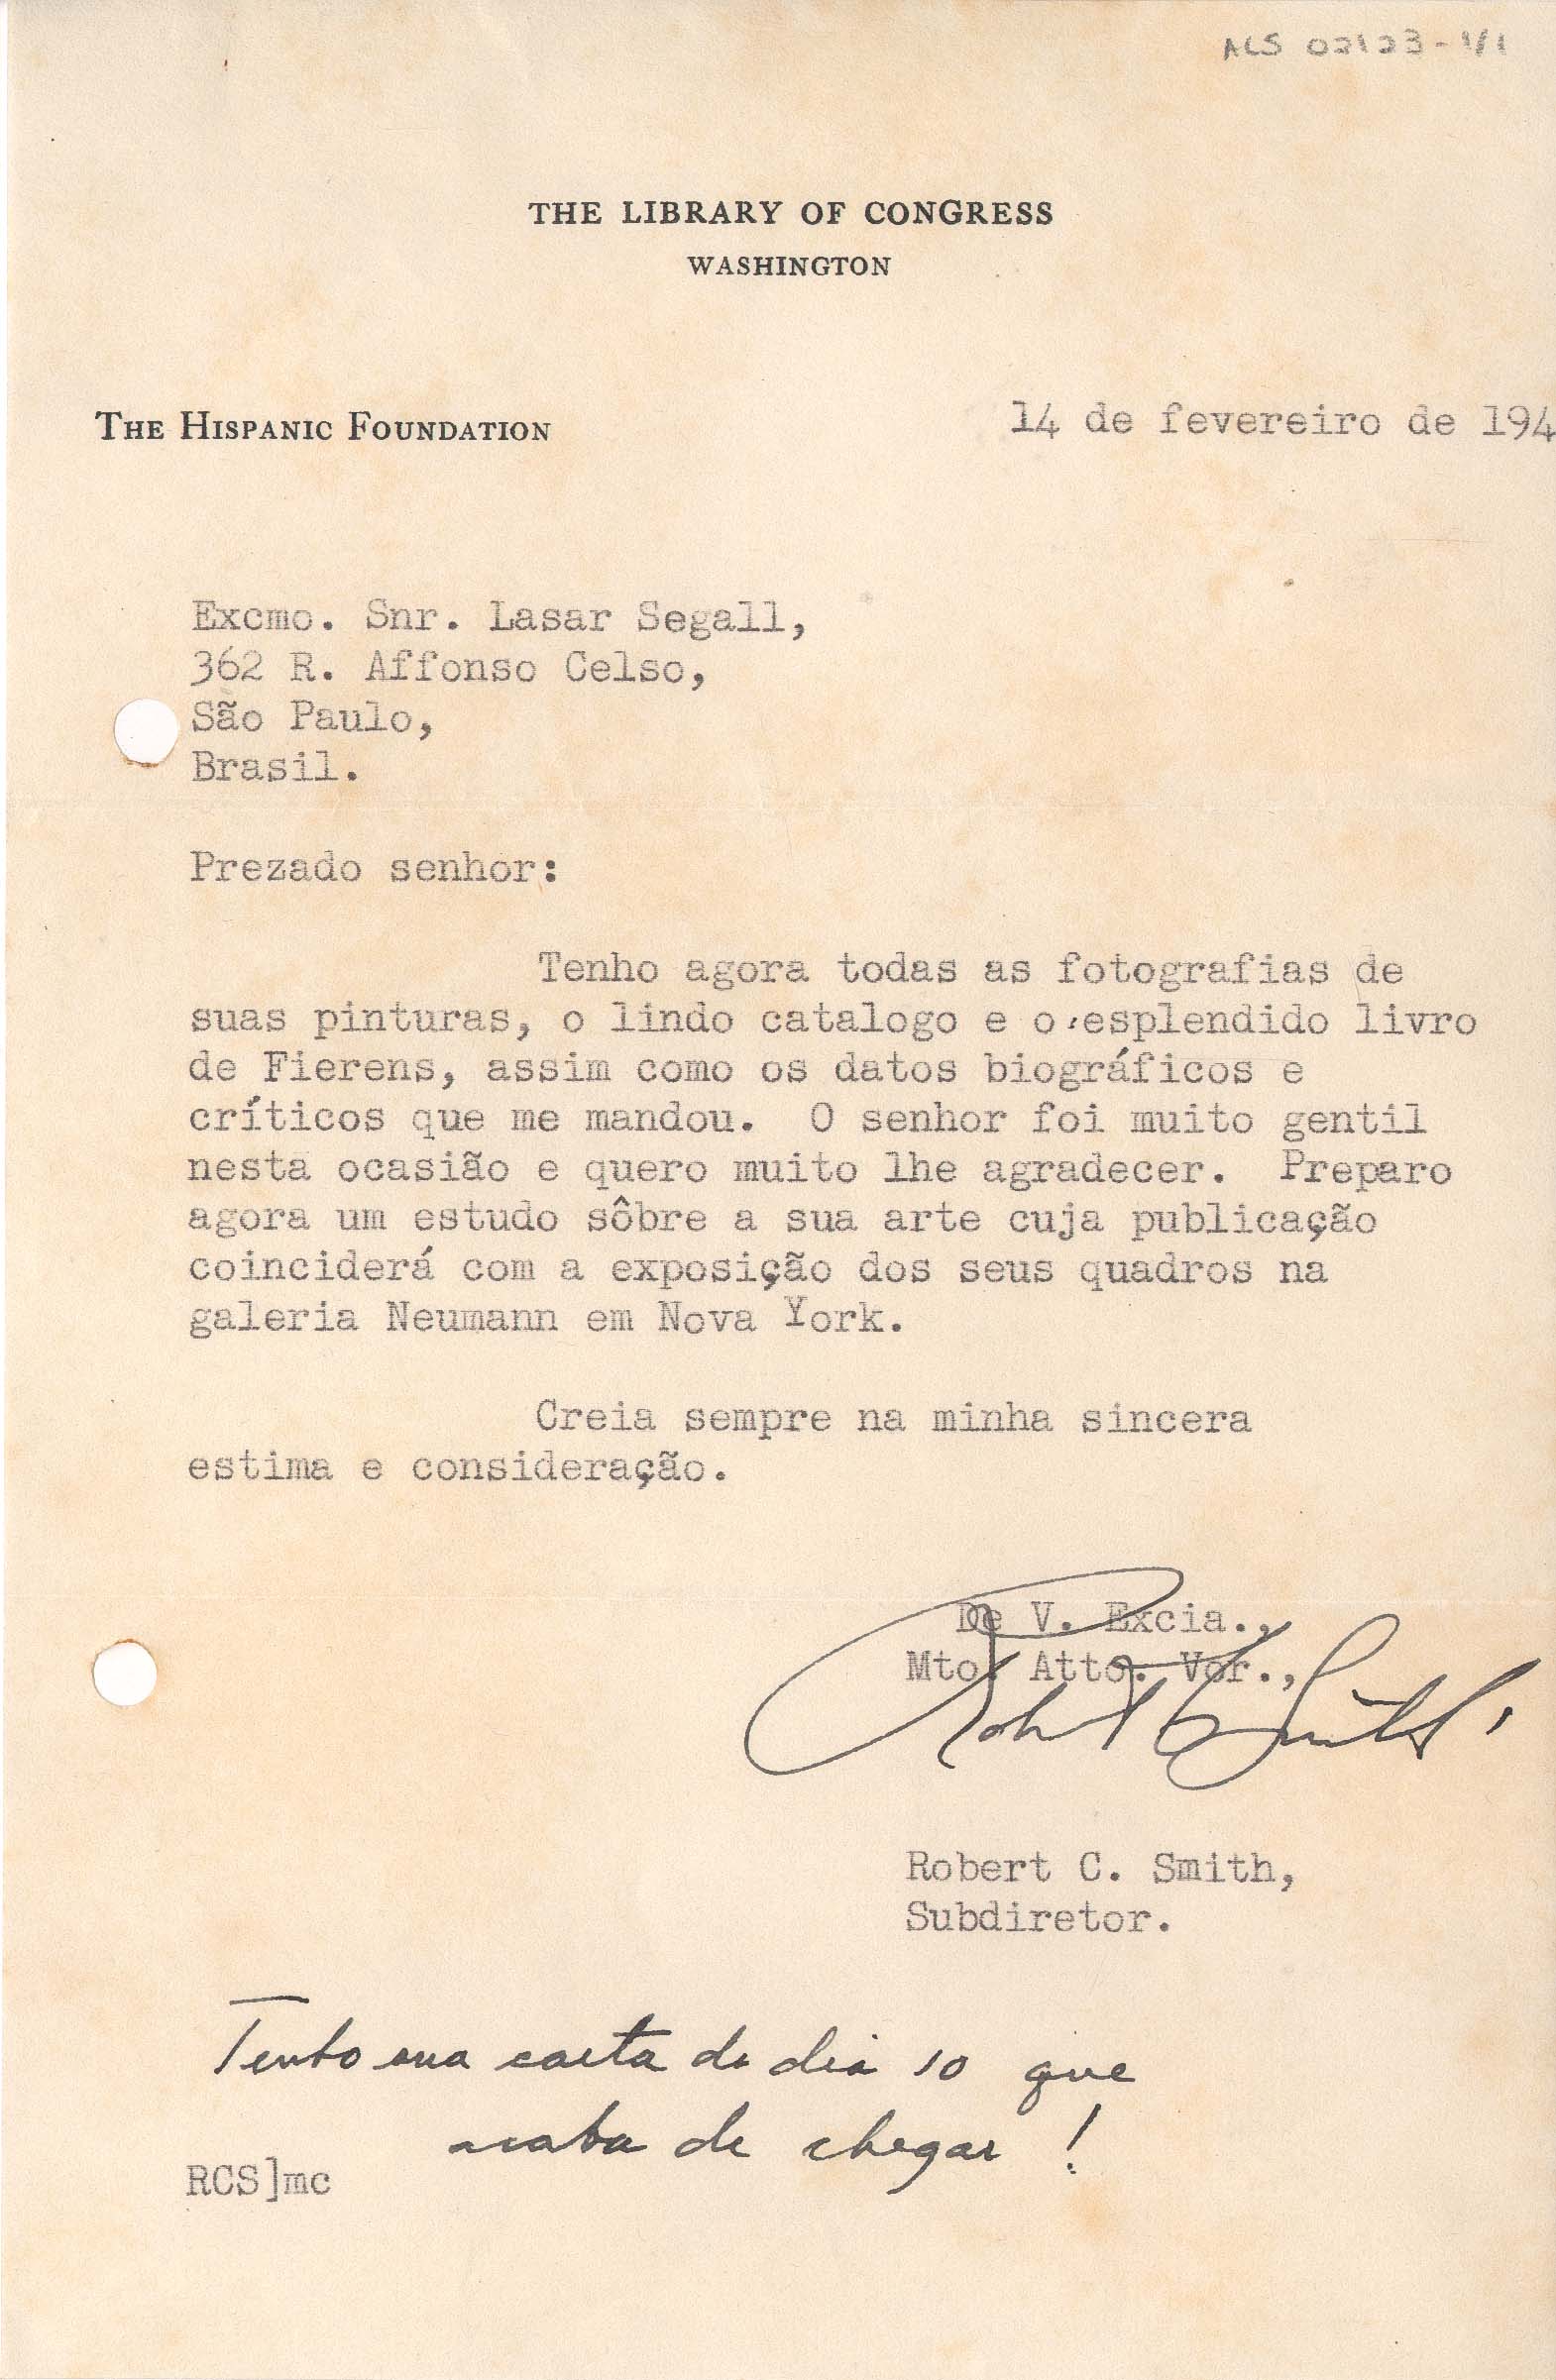 ALS 02123-1/1
THE LIBRARY OF CONGRESS
WASHINGTON
THE HISPANIC FOUNDATION
14 de fevereiro de 194
Excmo. Snr. Lasar Segall,
362 R. Affonso Celso,
São Paulo,
Brasil.
Prezado senhor:
Tenho agora todas as fotografias de
suas pinturas, o lindo catalogo e o esplendido livro
de Fierens, assim como os datos biográficos e
críticos que me mandou. O senhor foi muito gentil
nesta ocasião e quero muito lhe agradecer. Preparo
agora um estudo sôbre a sua arte cuja publicação
coinciderá com a exposição dos seus quadros na
galeria Neumann em Nova York.
Creia sempre na minha sincera
estima e consideração.
De V. Excia.,
Mto. Atto. Vor.,
Robert C. Smith,
Robert C. Smith,
Subdiretor.
Tenho sua carta do dia 10 que
acaba de chegar!
RCS]mc